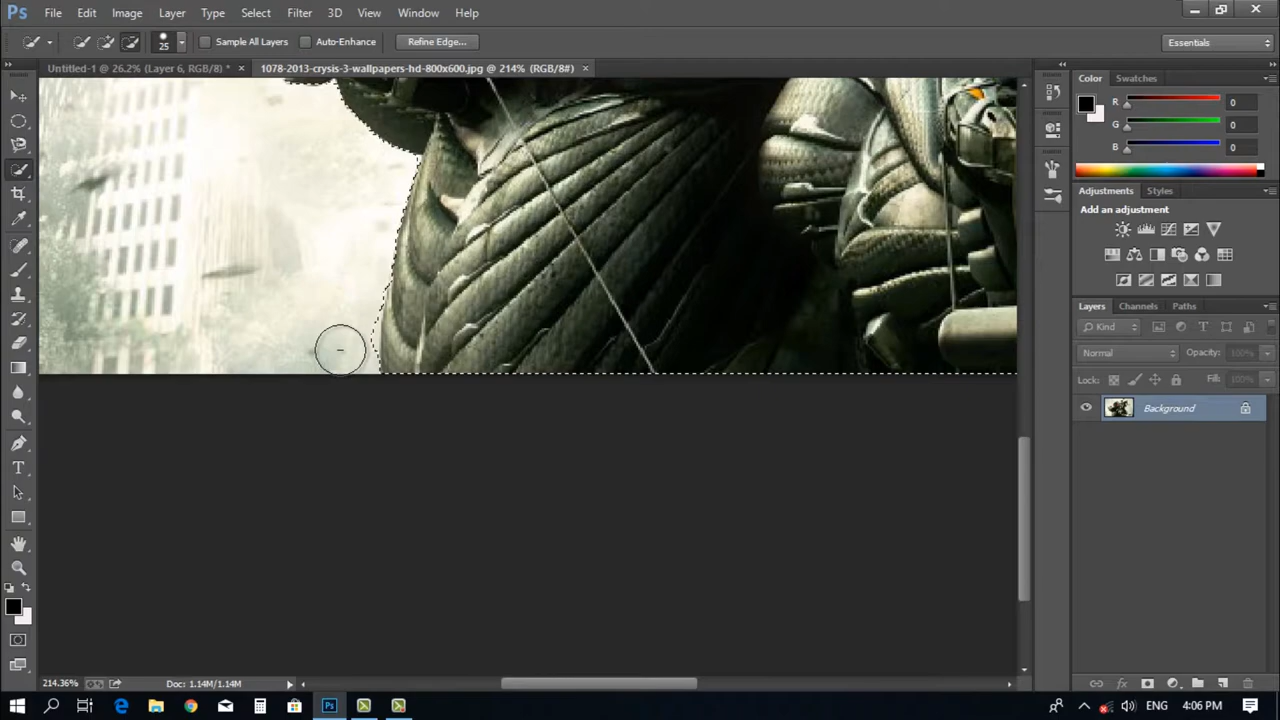 Ps File Edit Image Layer Type Select Filter 3D View Window Help
25 Sample All Layers Auto-Enhance Refine Edge... Essentials
Untitled-1 @ 26.2% (Layer 6, RGB/8) * × 1078-2013-crysis-3-wallpapers-hd-800x600.jpg @ 214% (RGB/8#) ×
Color Swatches
R 0
G 0
B 0
Adjustments Styles
Add an adjustment
Layers Channels Paths
Kind
Normal Opacity: 100%
Lock: Fill: 100%
Background
214.36% Doc: 1.14M/1.14M
Ps ENG 4:06 PM